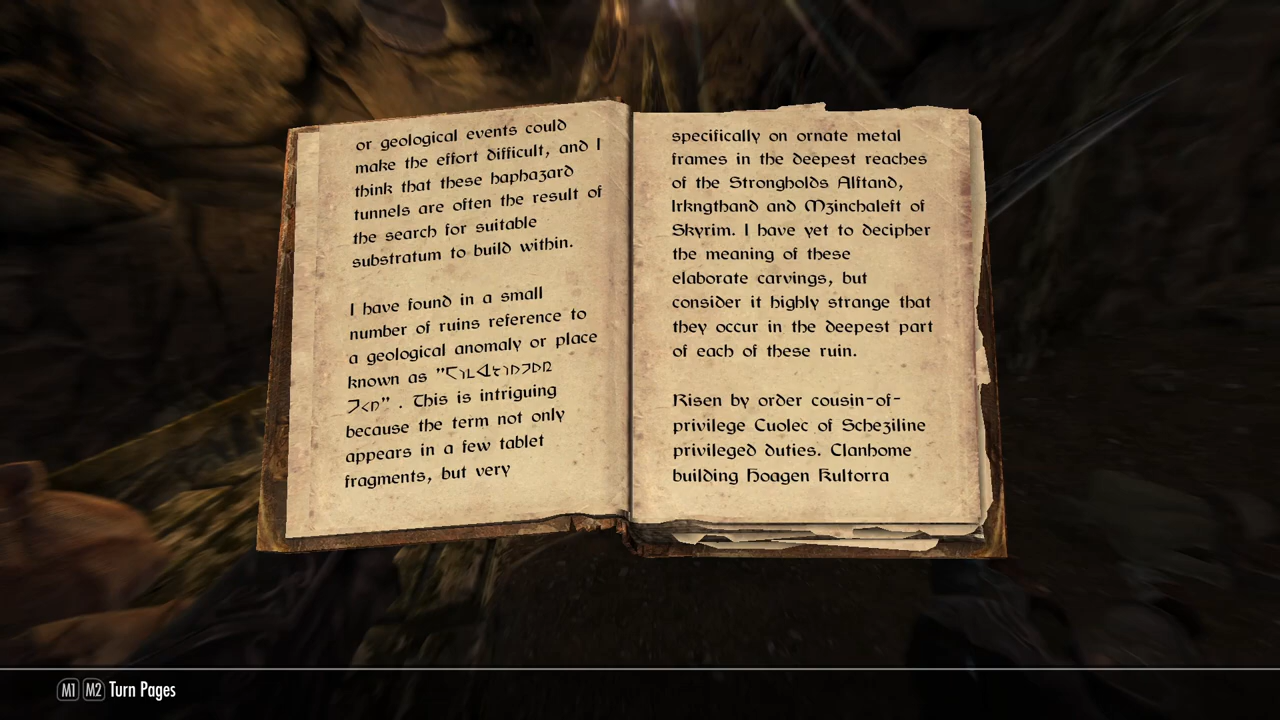 or geological events could
make the effort difficult, and I
think that these haphazard
tunnels are often the result of
the search for suitable
substratum to build within.
I have found in a small
number of ruins reference to
a geological anomaly or place
known as "
" . This is intriguing
because the term not only
appears in a few tablet
fragments, but very
specifically on ornate metal
frames in the deepest reaches
of the Strongholds Alftand,
Irkngthand and Mzinchaleft of
Skyrim. I have yet to decipher
the meaning of these
elaborate carvings, but
consider it highly strange that
they occur in the deepest part
of each of these ruin.
Risen by order cousin-of-
privilege Cuolec of Scheziline
privileged duties. Clanhome
building Hoagen Kultorra
M1 M2 Turn Pages